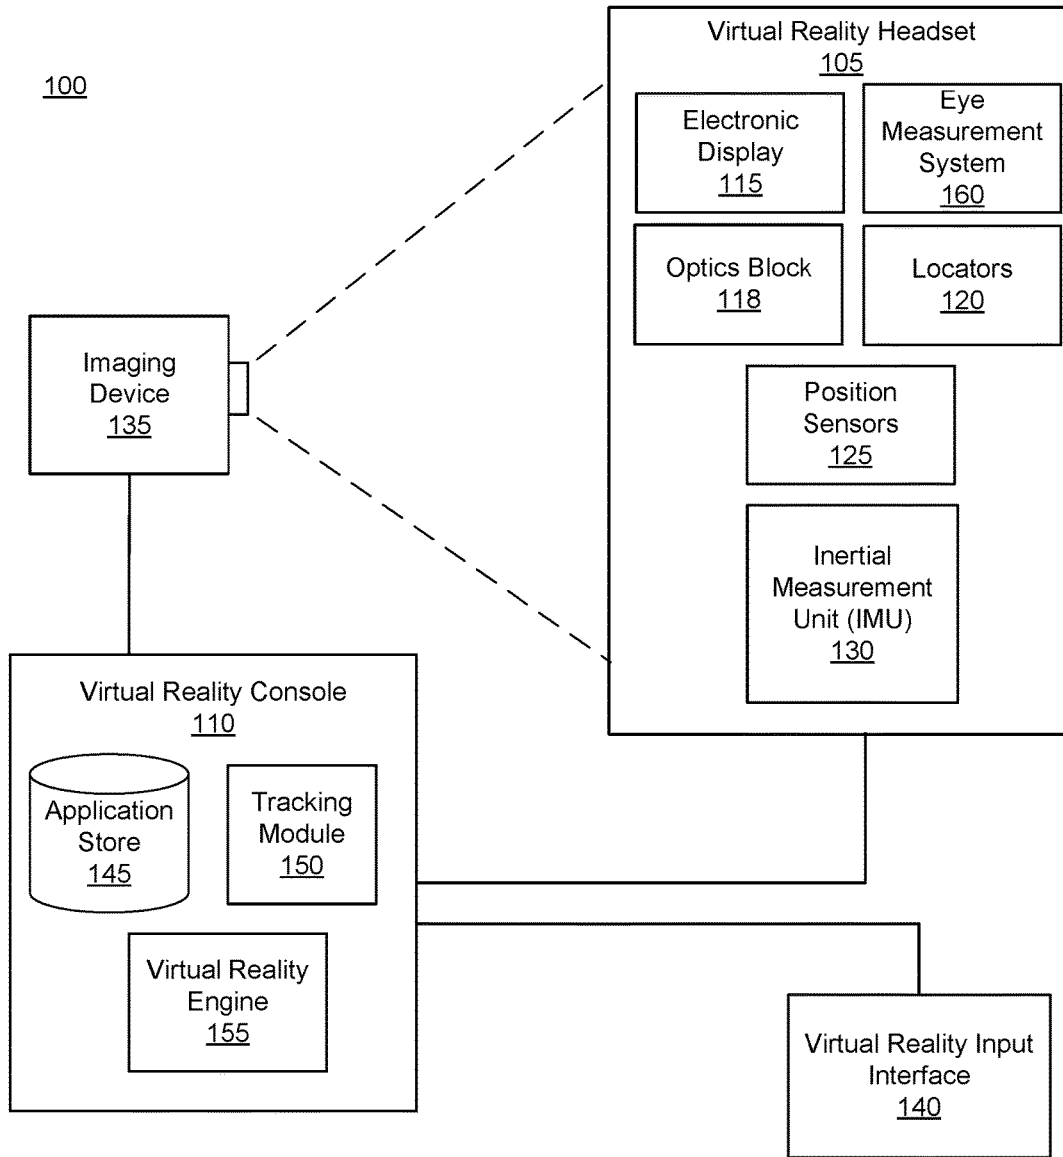 100
Virtual Reality Headset
105
Electronic
Display
115
Eye
Measurement
System
160
Optics Block
118
Locators
120
Position
Sensors
125
Inertial
Measurement
Unit (IMU)
130
Imaging
Device
135
Virtual Reality Console
110
Application
Store
145
Tracking
Module
150
Virtual Reality
Engine
155
Virtual Reality Input
Interface
140